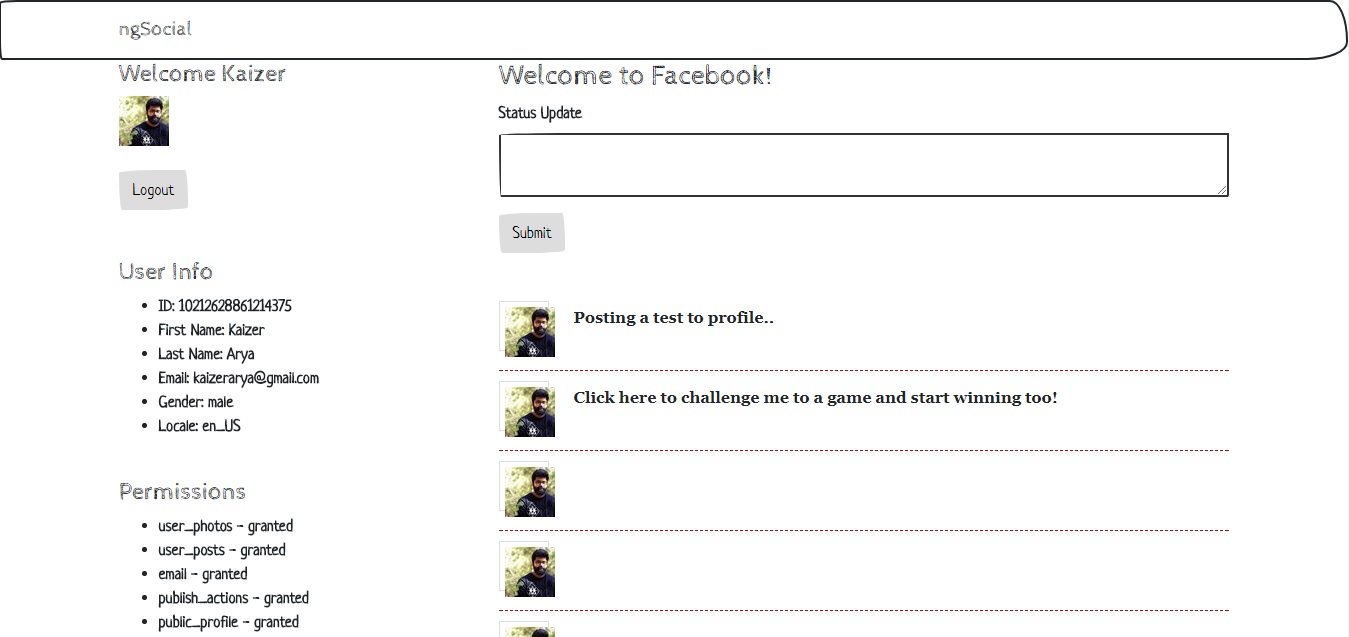 ngSocial
Welcome Kaizer
Logout
User Info
ID: 10212628861214375
First Name: Kaizer
Last Name: Arya
Email: kaizerarya@gmail.com
Gender: male
Locale: en_US
Permissions
user_photos - granted
user_posts - granted
email - granted
publish_actions - granted
public_profile - granted
Welcome to Facebook!
Status Update
Submit
Posting a test to profile..
Click here to challenge me to a game and start winning too!